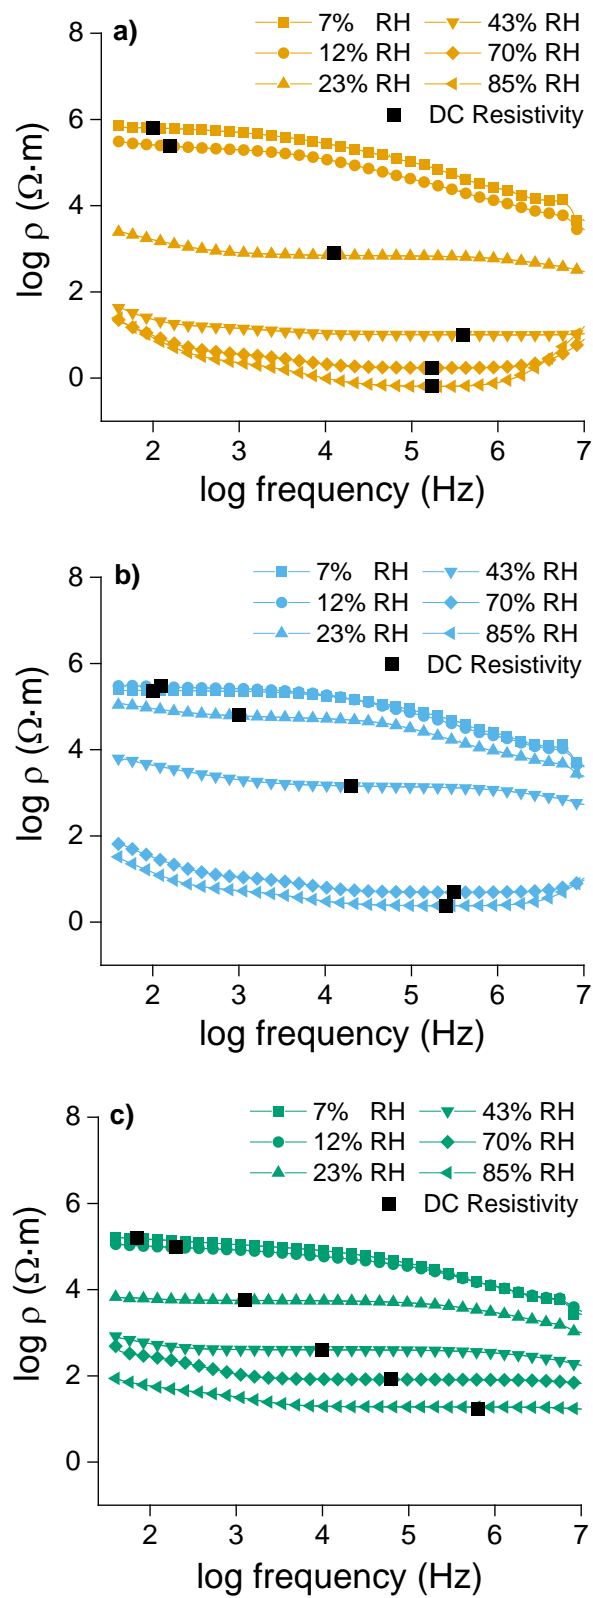 a)
7% RH 43% RH
12% RH 70% RH
23% RH 85% RH
DC Resistivity
log ρ (Ω·m)
8
6
4
2
0
2 3 4 5 6 7
log frequency (Hz)
b)
7% RH 43% RH
12% RH 70% RH
23% RH 85% RH
DC Resistivity
log ρ (Ω·m)
8
6
4
2
0
2 3 4 5 6 7
log frequency (Hz)
c)
7% RH 43% RH
12% RH 70% RH
23% RH 85% RH
DC Resistivity
log ρ (Ω·m)
8
6
4
2
0
2 3 4 5 6 7
log frequency (Hz)